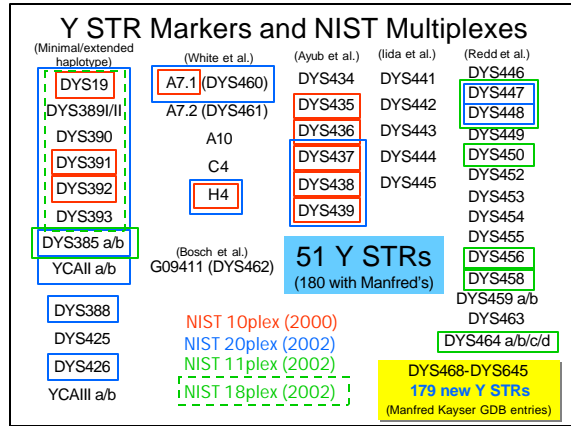 Y STR Markers and NIST Multiplexes
(Minimal/extended
haplotype)
DYS19
DYS389I/II
DYS390
DYS391
DYS392
DYS393
DYS385 a/b
YCAII a/b
DYS388
DYS425
DYS426
YCAIII a/b
(White et al.)
A7.1 (DYS460)
A7.2 (DYS461)
A10
C4
H4
(Bosch et al.)
G09411 (DYS462)
(Ayub et al.)
DYS434
DYS435
DYS436
DYS437
DYS438
DYS439
(Iida et al.)
DYS441
DYS442
DYS443
DYS444
DYS445
(Redd et al.)
DYS446
DYS447
DYS448
DYS449
DYS450
DYS452
DYS453
DYS454
DYS455
DYS456
DYS458
DYS459 a/b
DYS463
DYS464 a/b/c/d
51 Y STRs
(180 with Manfred's)
NIST 10plex (2000)
NIST 20plex (2002)
NIST 11plex (2002)
NIST 18plex (2002)
DYS468-DYS645
179 new Y STRs
(Manfred Kayser GDB entries)